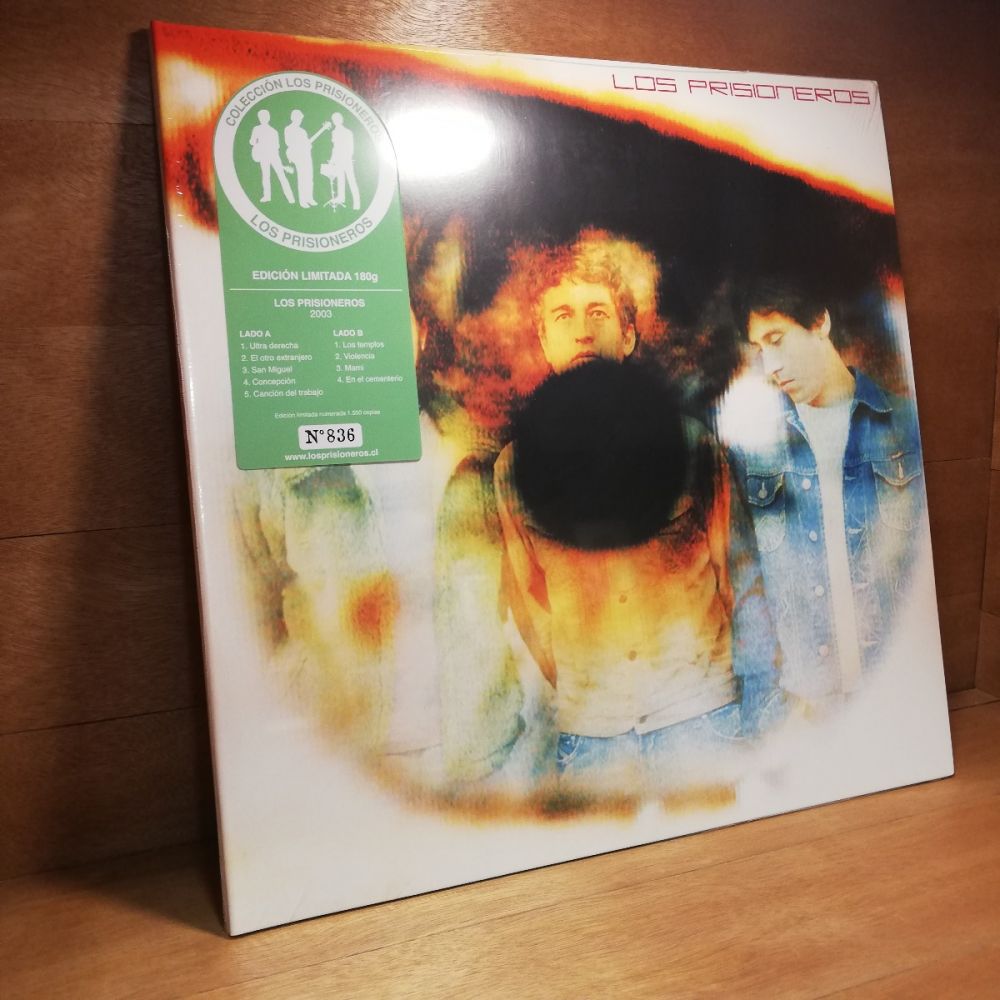 LOS PRISIONEROS
COLECCIÓN LOS PRISIONEROS
LOS PRISIONEROS
EDICIÓN LIMITADA 180g
LOS PRISIONEROS
2003
LADO A
1. Ultra derecha
2. El otro extranjero
3. San Miguel
4. Concepción
5. Canción del trabajo
LADO B
1. Los templos
2. Violencia
3. Mami
4. En el cementerio
Edición limitada numerada 1.550 copias
Nº836
www.losprisioneros.cl